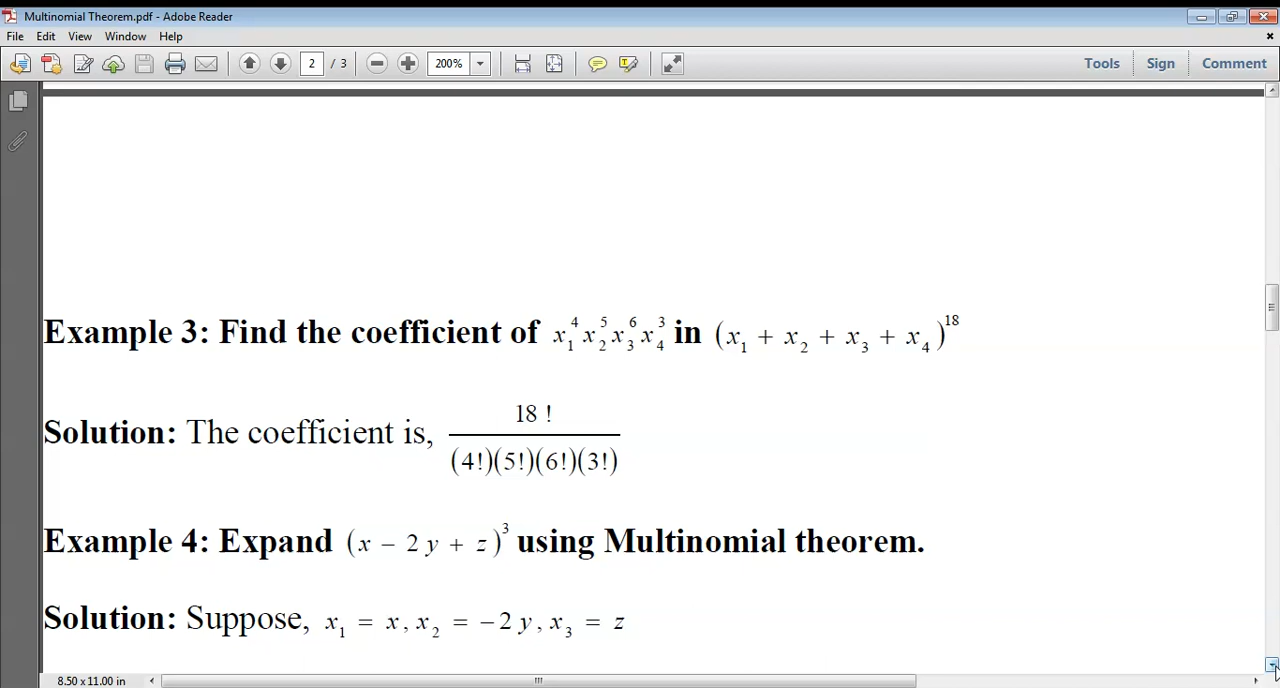 Multinomial Theorem.pdf - Adobe Reader
File Edit View Window Help
2 / 3 200% Tools Sign Comment
Example 3: Find the coefficient of x₁⁴x₂⁵x₃⁶x₄³ in (x₁ + x₂ + x₃ + x₄)¹⁸
Solution: The coefficient is, 18 ! / (4!)(5!)(6!)(3!)
Example 4: Expand (x − 2 y + z)³ using Multinomial theorem.
Solution: Suppose, x₁ = x, x₂ = −2 y, x₃ = z
8.50 x 11.00 in